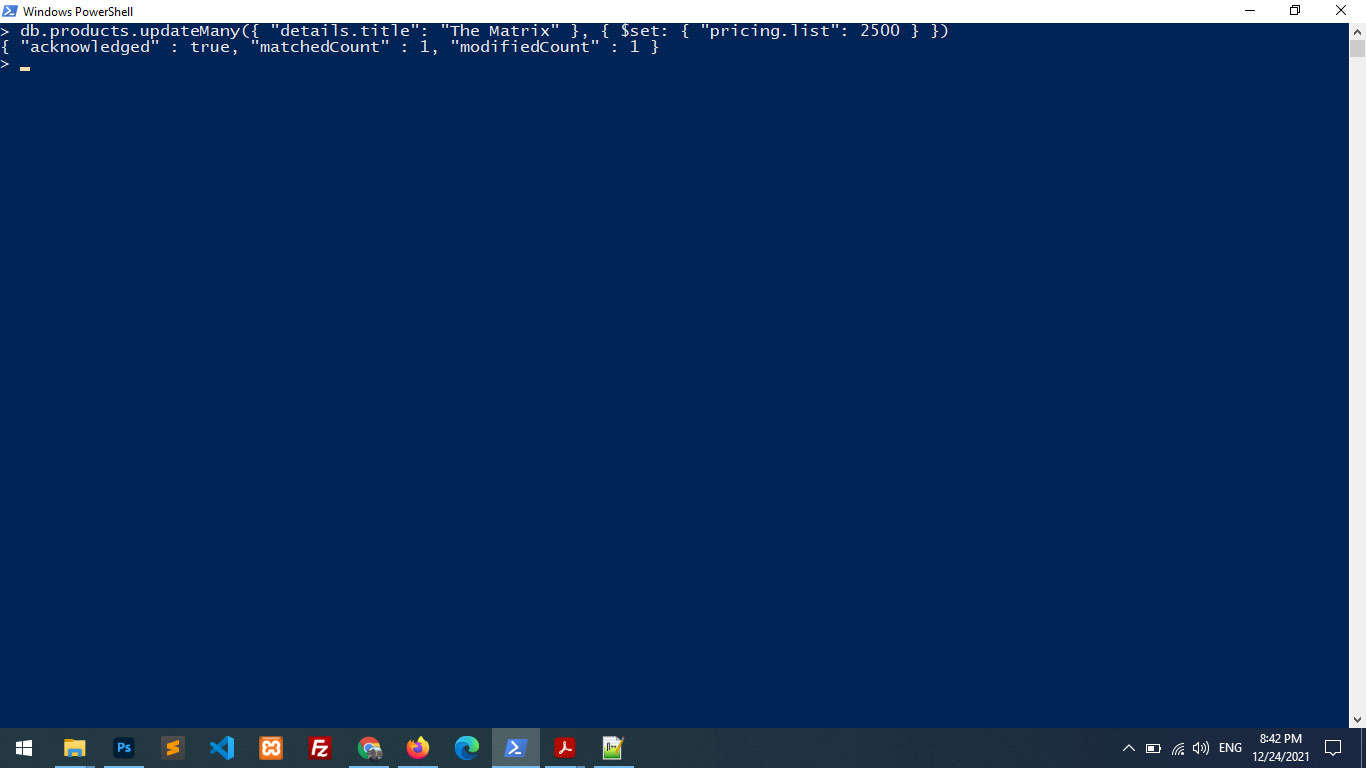 Windows PowerShell
> db.products.updateMany({ "details.title": "The Matrix" }, { $set: { "pricing.list": 2500 } })
{ "acknowledged" : true, "matchedCount" : 1, "modifiedCount" : 1 }
>
Ps
Fz
ENG
8:42 PM
12/24/2021